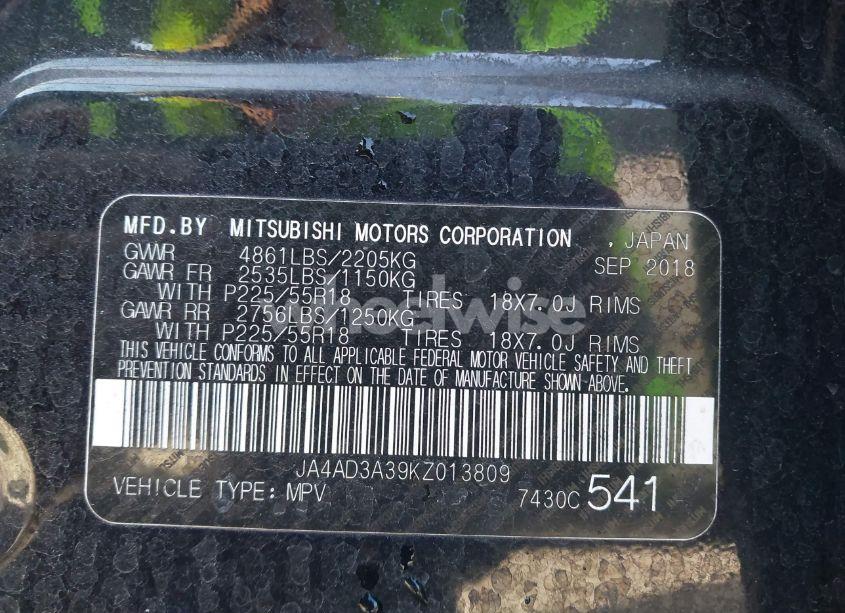 MFD.BY MITSUBISHI MOTORS CORPORATION , JAPAN
GVWR 4861LBS/2205KG SEP 2018
GAWR FR 2535LBS/1150KG
WITH P225/55R18 TIRES 18X7.0J RIMS
GAWR RR 2756LBS/1250KG
WITH P225/55R18 TIRES 18X7.0J RIMS
THIS VEHICLE CONFORMS TO ALL APPLICABLE FEDERAL MOTOR VEHICLE SAFETY AND THEFT
PREVENTION STANDARDS IN EFFECT ON THE DATE OF MANUFACTURE SHOWN ABOVE.
JA4AD3A39KZ013809
VEHICLE TYPE: MPV 7430C 541
wheelwise